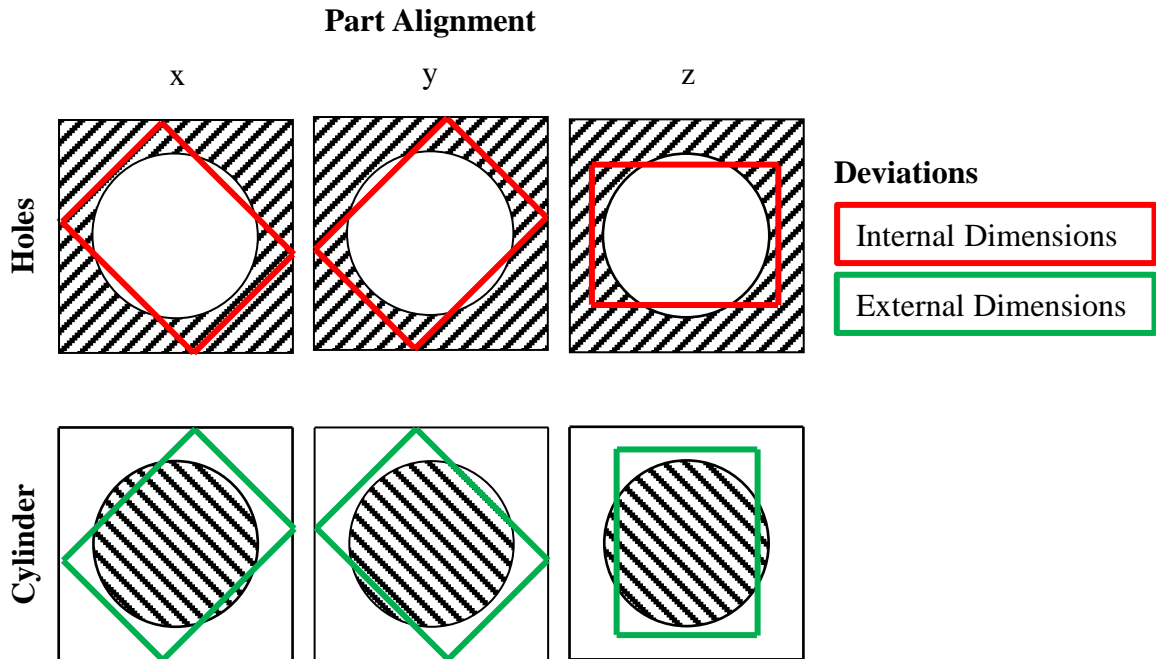 Part Alignment
x
y
z
Holes
Deviations
Internal Dimensions
External Dimensions
Cylinder